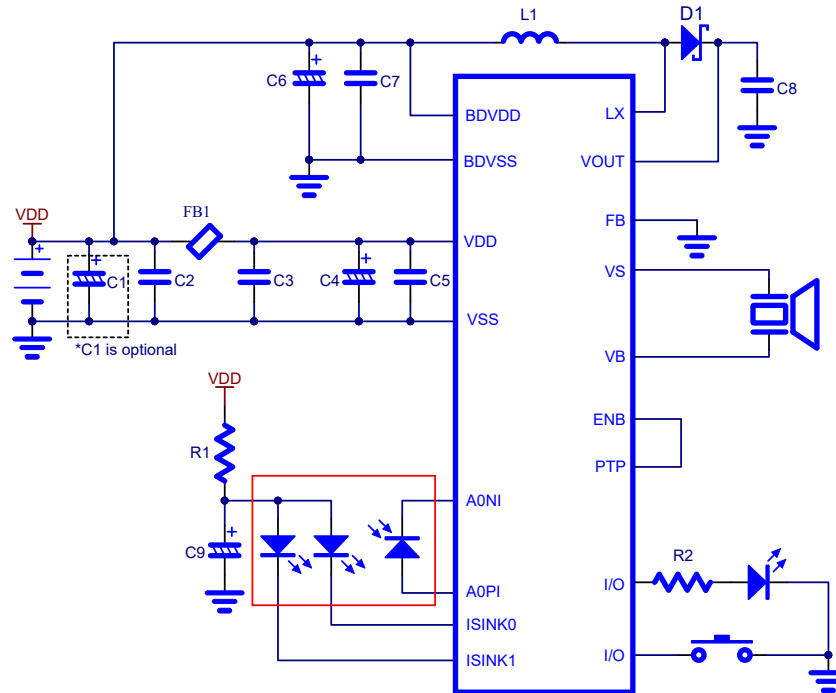 L1
D1
C6
+
C7
C8
BDVDD
LX
BDVSS
VOUT
VDD
FB1
FB
+
+
+
VDD
VS
C1
C2
C3
C4
C5
VSS
*C1 is optional
VB
VDD
ENB
R1
PTP
A0NI
+
C9
R2
A0PI
I/O
ISINK0
ISINK1
I/O